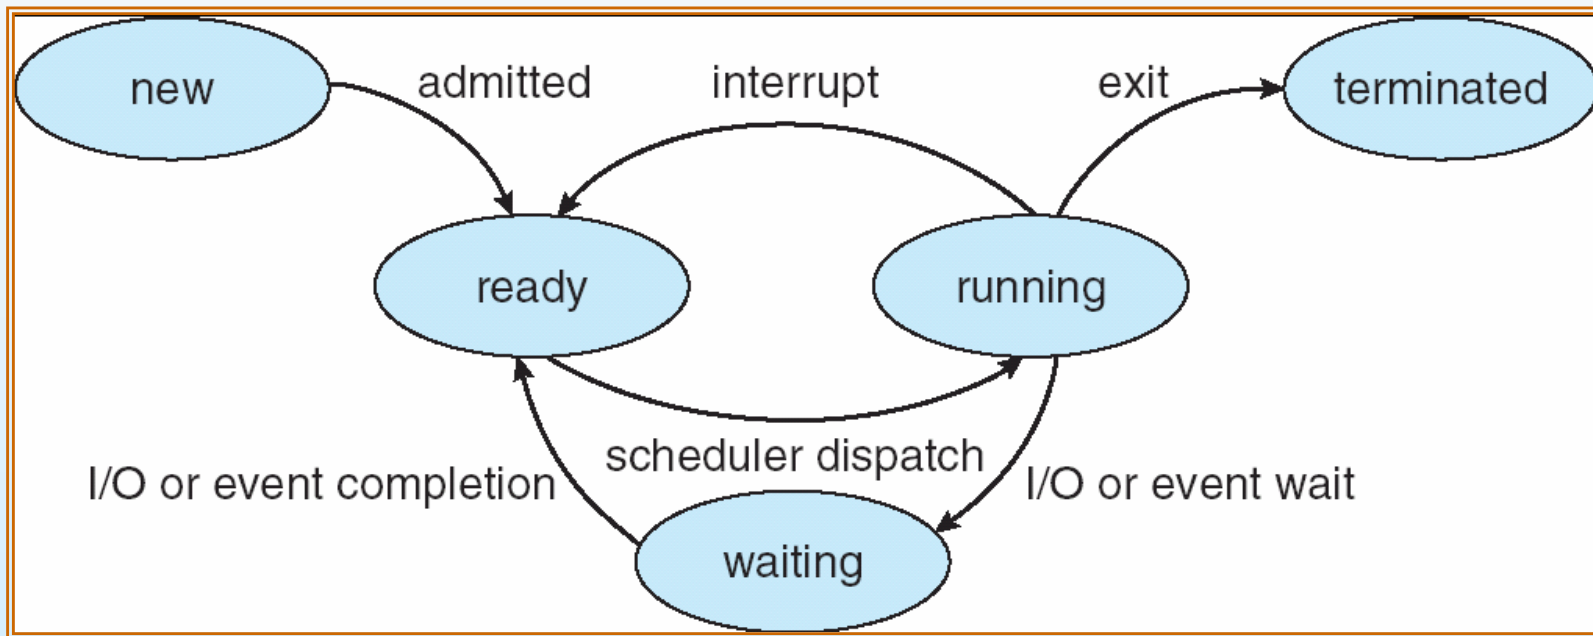 new
admitted
interrupt
exit
terminated
ready
running
scheduler dispatch
I/O or event completion
I/O or event wait
waiting